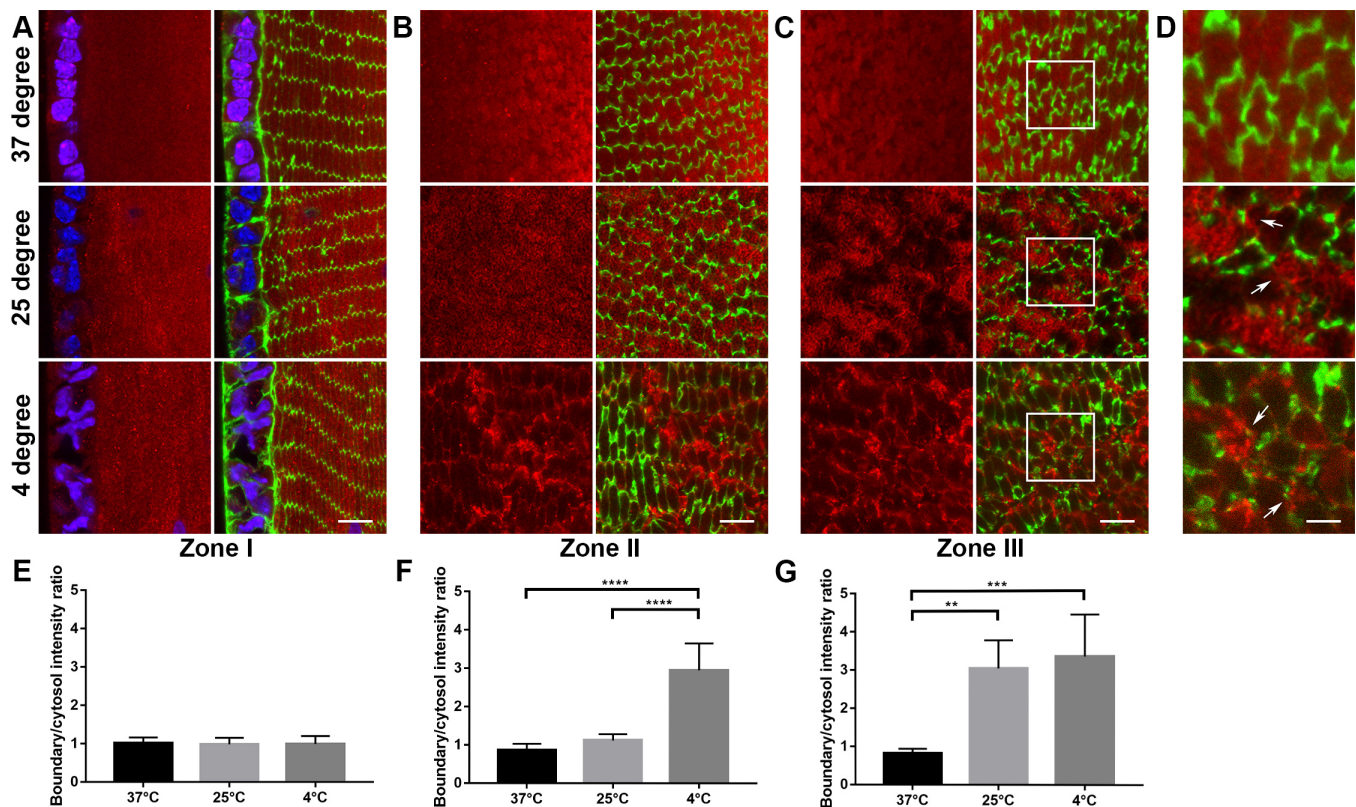 A
B
C
D
37 degree
25 degree
4 degree
Zone I
Zone II
Zone III
E
Boundary/cytosol intensity ratio
5
4
3
2
1
0
37°C
25°C
4°C
F
Boundary/cytosol intensity ratio
5
4
3
2
1
0
****
****
37°C
25°C
4°C
G
Boundary/cytosol intensity ratio
5
4
3
2
1
0
***
**
37°C
25°C
4°C